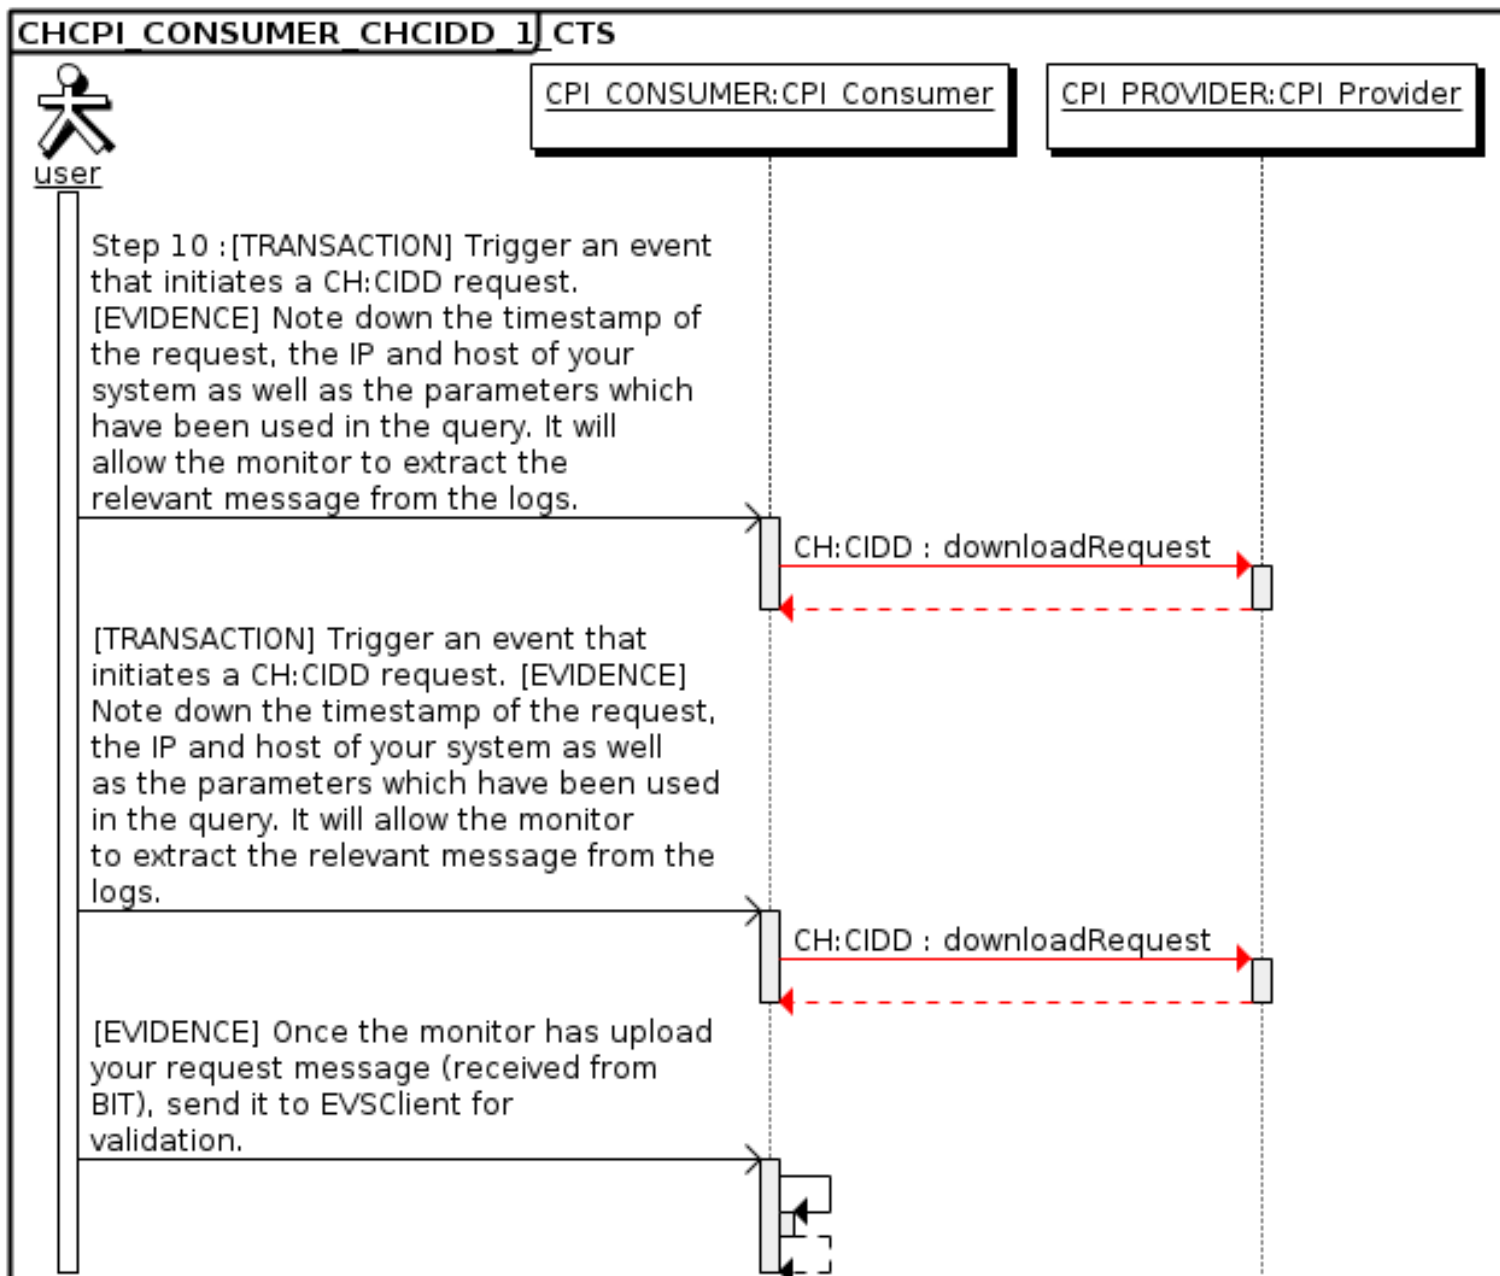 CHCPI_CONSUMER_CHCIDD_1_CTS
user
CPI_CONSUMER:CPI_Consumer
CPI_PROVIDER:CPI_Provider
Step 10 :[TRANSACTION] Trigger an event
that initiates a CH:CIDD request.
[EVIDENCE] Note down the timestamp of
the request, the IP and host of your
system as well as the parameters which
have been used in the query. It will
allow the monitor to extract the
relevant message from the logs.
CH:CIDD : downloadRequest
[TRANSACTION] Trigger an event that
initiates a CH:CIDD request. [EVIDENCE]
Note down the timestamp of the request,
the IP and host of your system as well
as the parameters which have been used
in the query. It will allow the monitor
to extract the relevant message from the
logs.
CH:CIDD : downloadRequest
[EVIDENCE] Once the monitor has upload
your request message (received from
BIT), send it to EVSClient for
validation.